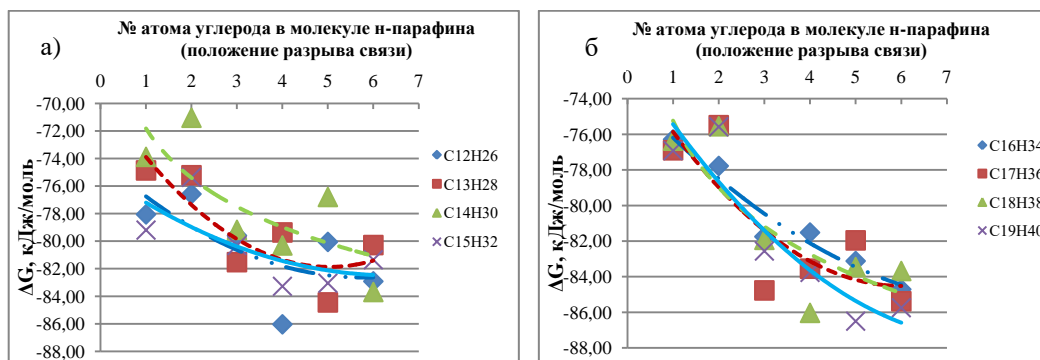 а)
№ атома углерода в молекуле н-парафина
(положение разрыва связи)
0 1 2 3 4 5 6 7
-70,00
-72,00
-74,00
-76,00
-78,00
-80,00
-82,00
-84,00
-86,00
-88,00
ΔG, кДж/моль
C12H26
C13H28
C14H30
C15H32
б
№ атома углерода в молекуле н-парафина
(положение разрыва связи)
0 1 2 3 4 5 6 7
-74,00
-76,00
-78,00
-80,00
-82,00
-84,00
-86,00
-88,00
ΔG, кДж/моль
C16H34
C17H36
C18H38
C19H40